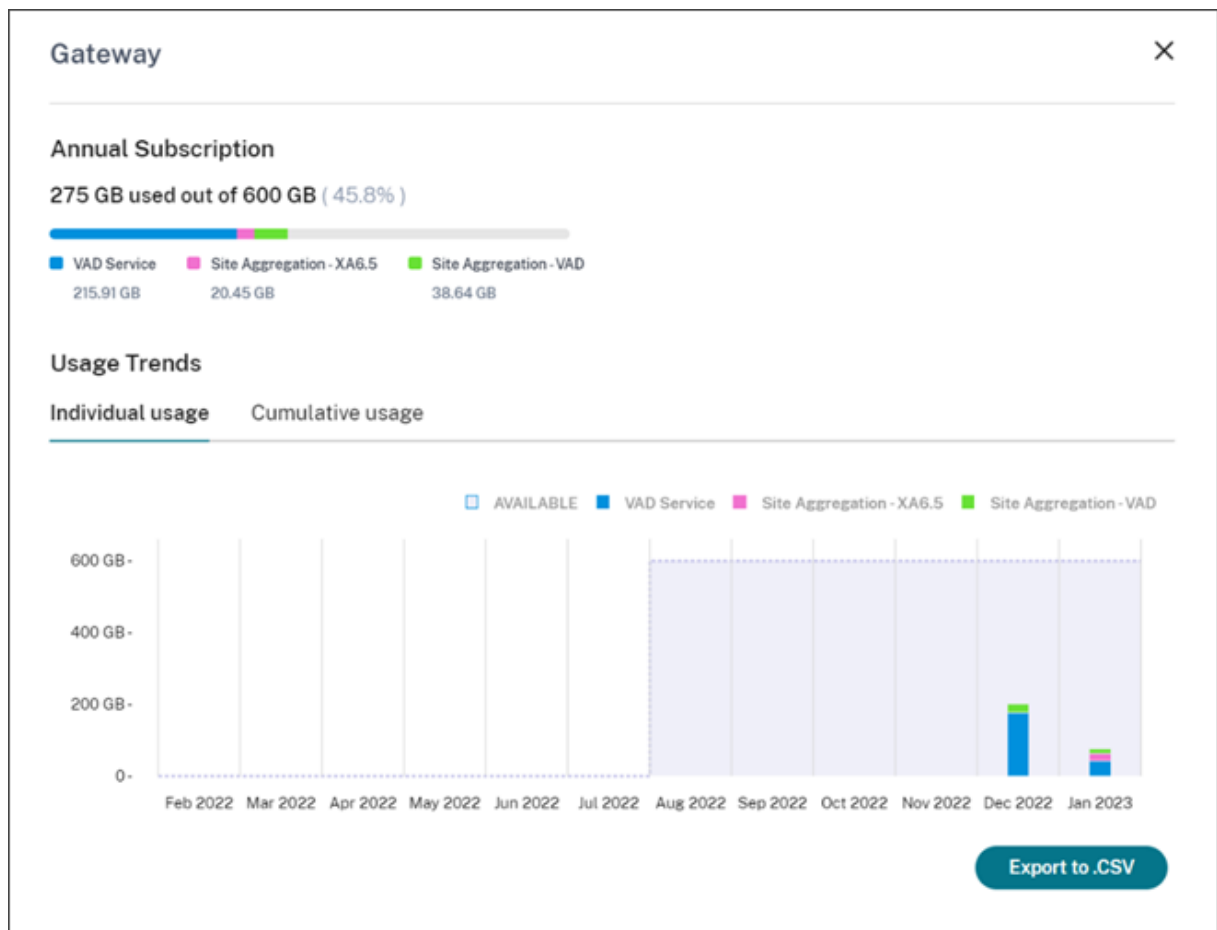 Gateway
Annual Subscription
275 GB used out of 600 GB ( 45.8% )
VAD Service Site Aggregation - XA6.5 Site Aggregation - VAD
215.91 GB 20.45 GB 38.64 GB
Usage Trends
Individual usage Cumulative usage
AVAILABLE VAD Service Site Aggregation - XA6.5 Site Aggregation - VAD
600 GB -
400 GB -
200 GB -
0 -
Feb 2022 Mar 2022 Apr 2022 May 2022 Jun 2022 Jul 2022 Aug 2022 Sep 2022 Oct 2022 Nov 2022 Dec 2022 Jan 2023
Export to .CSV